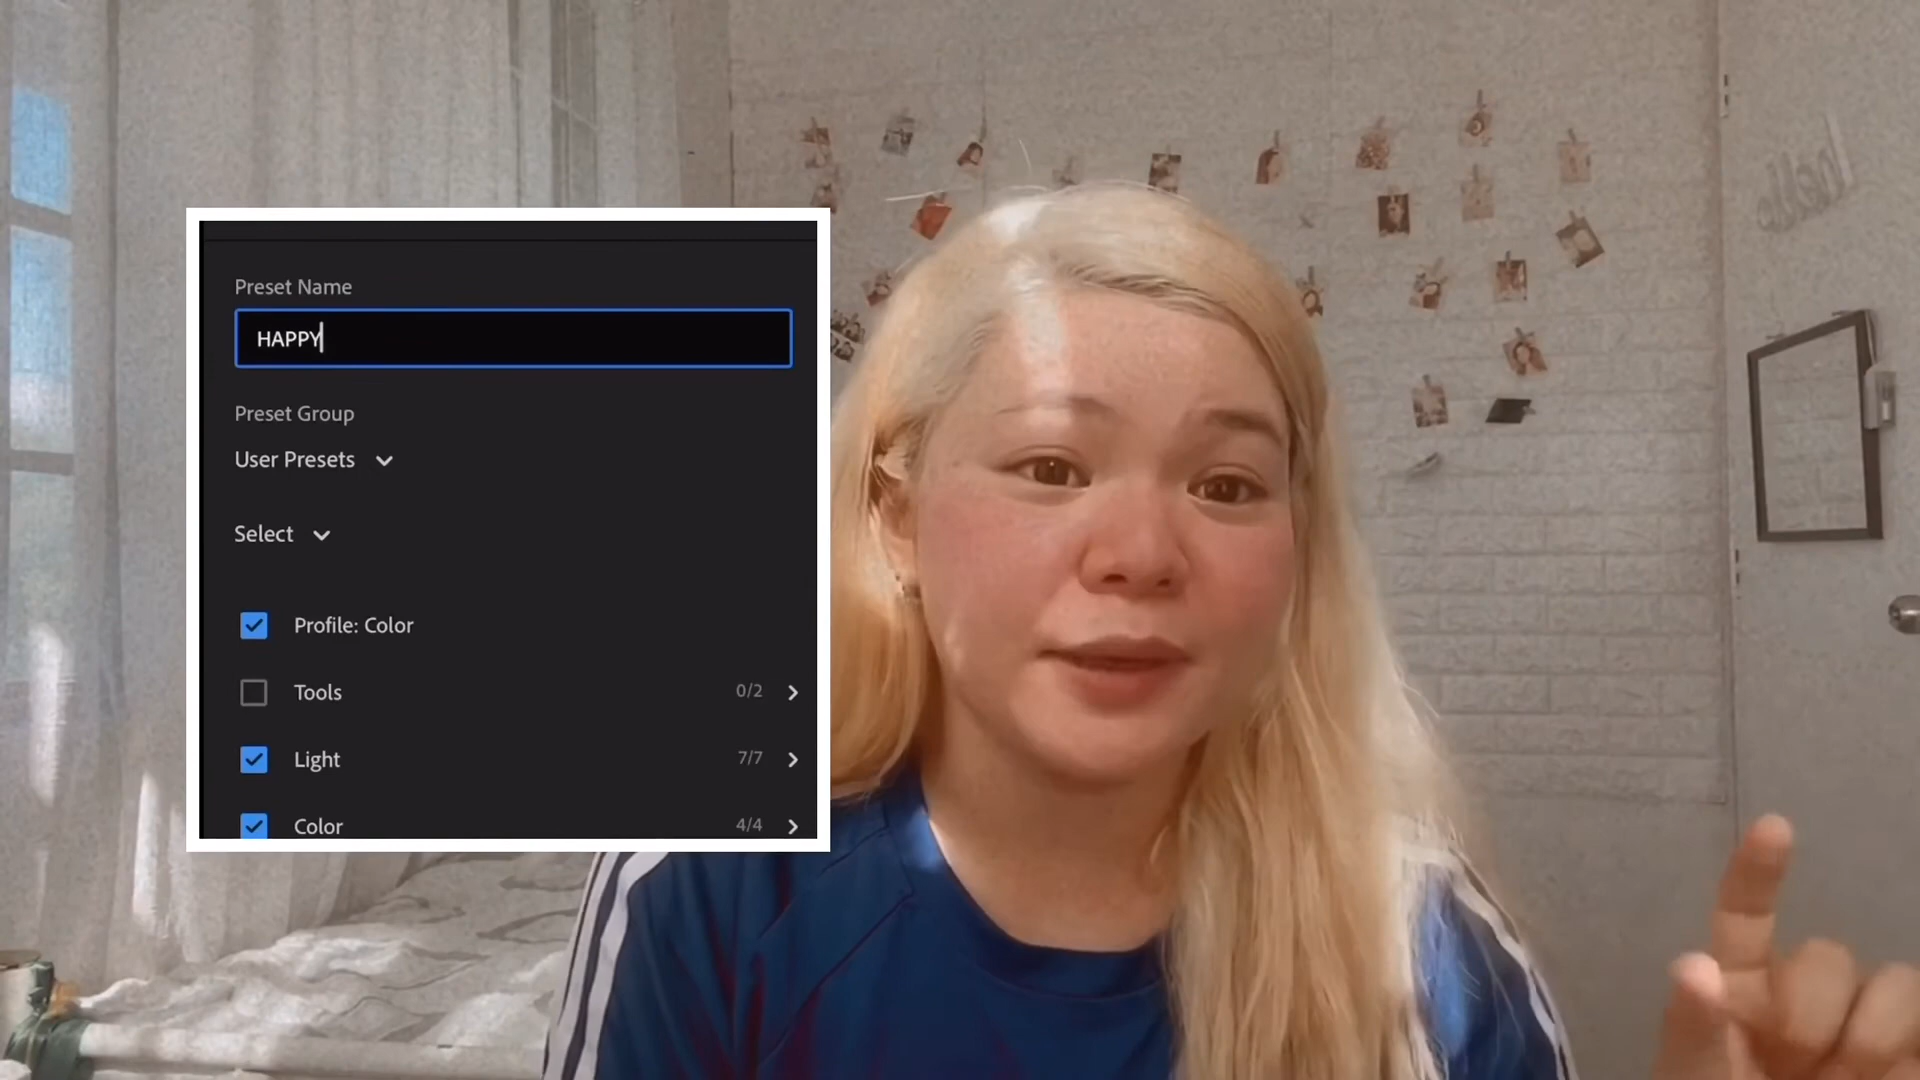 Preset Name
HAPPY
Preset Group
User Presets
Select
Profile: Color
Tools 0/2
Light 7/7
Color 4/4
hello